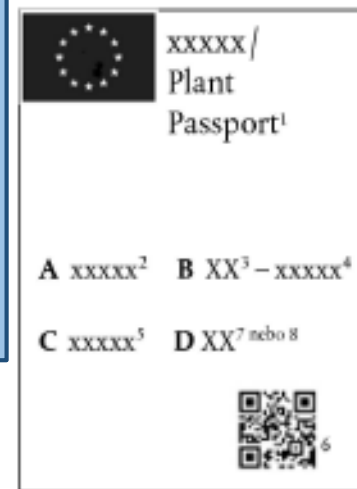 xxxxx/
Plant
Passport¹
A xxxxx² B XX³ – xxxxx⁴
C xxxxx⁵ D XX⁷ ⁿᵉᵇᵒ ⁸
6